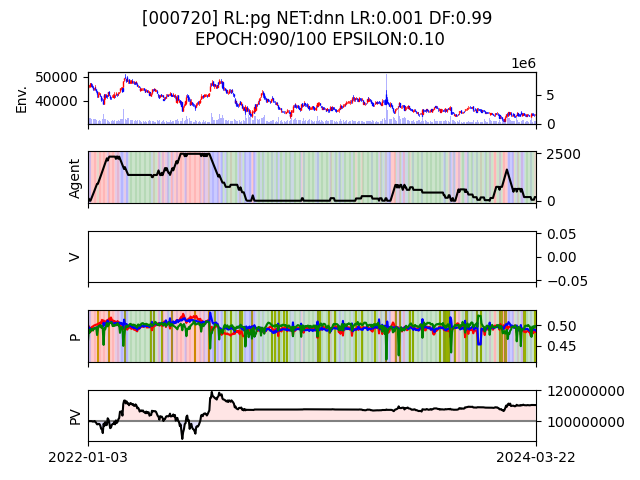 [000720] RL:pg NET:dnn LR:0.001 DF:0.99
EPOCH:090/100 EPSILON:0.10
1e6
Env.
50000
40000
5
0
Agent
2500
0
V
0.05
0.00
−0.05
P
0.50
0.45
PV
120000000
100000000
2022-01-03
2024-03-22